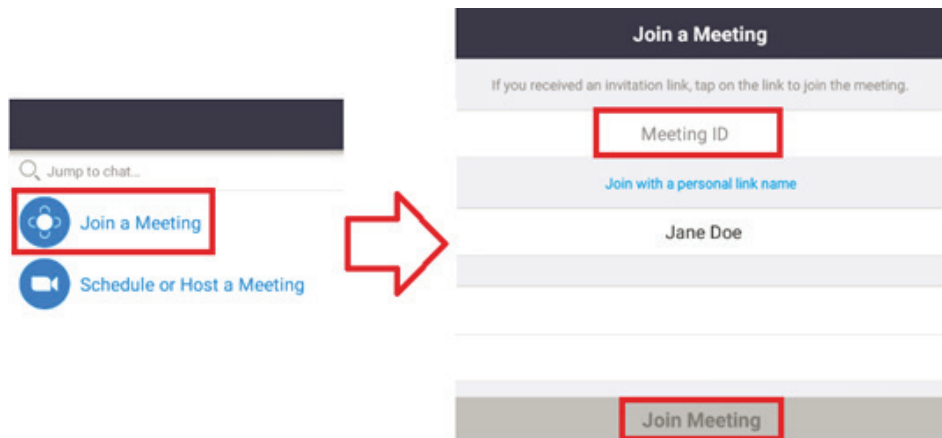 Jump to chat...
Join a Meeting
Schedule or Host a Meeting
Join a Meeting
If you received an invitation link, tap on the link to join the meeting.
Meeting ID
Join with a personal link name
Jane Doe
Join Meeting